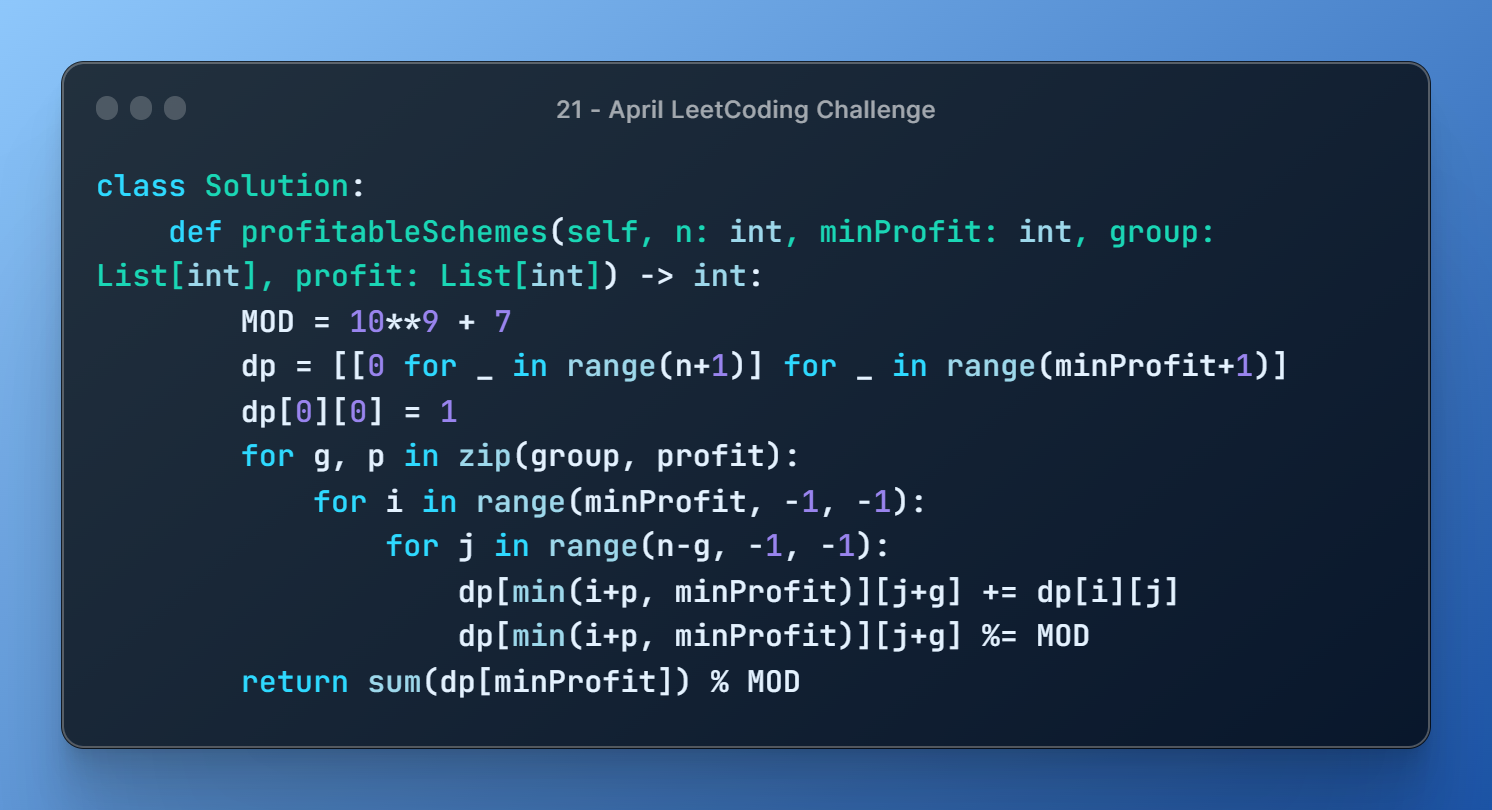 21 - April LeetCoding Challenge
class Solution:
    def profitableSchemes(self, n: int, minProfit: int, group:
List[int], profit: List[int]) -> int:
        MOD = 10**9 + 7
        dp = [[0 for _ in range(n+1)] for _ in range(minProfit+1)]
        dp[0][0] = 1
        for g, p in zip(group, profit):
            for i in range(minProfit, -1, -1):
                for j in range(n-g, -1, -1):
                    dp[min(i+p, minProfit)][j+g] += dp[i][j]
                    dp[min(i+p, minProfit)][j+g] %= MOD
        return sum(dp[minProfit]) % MOD